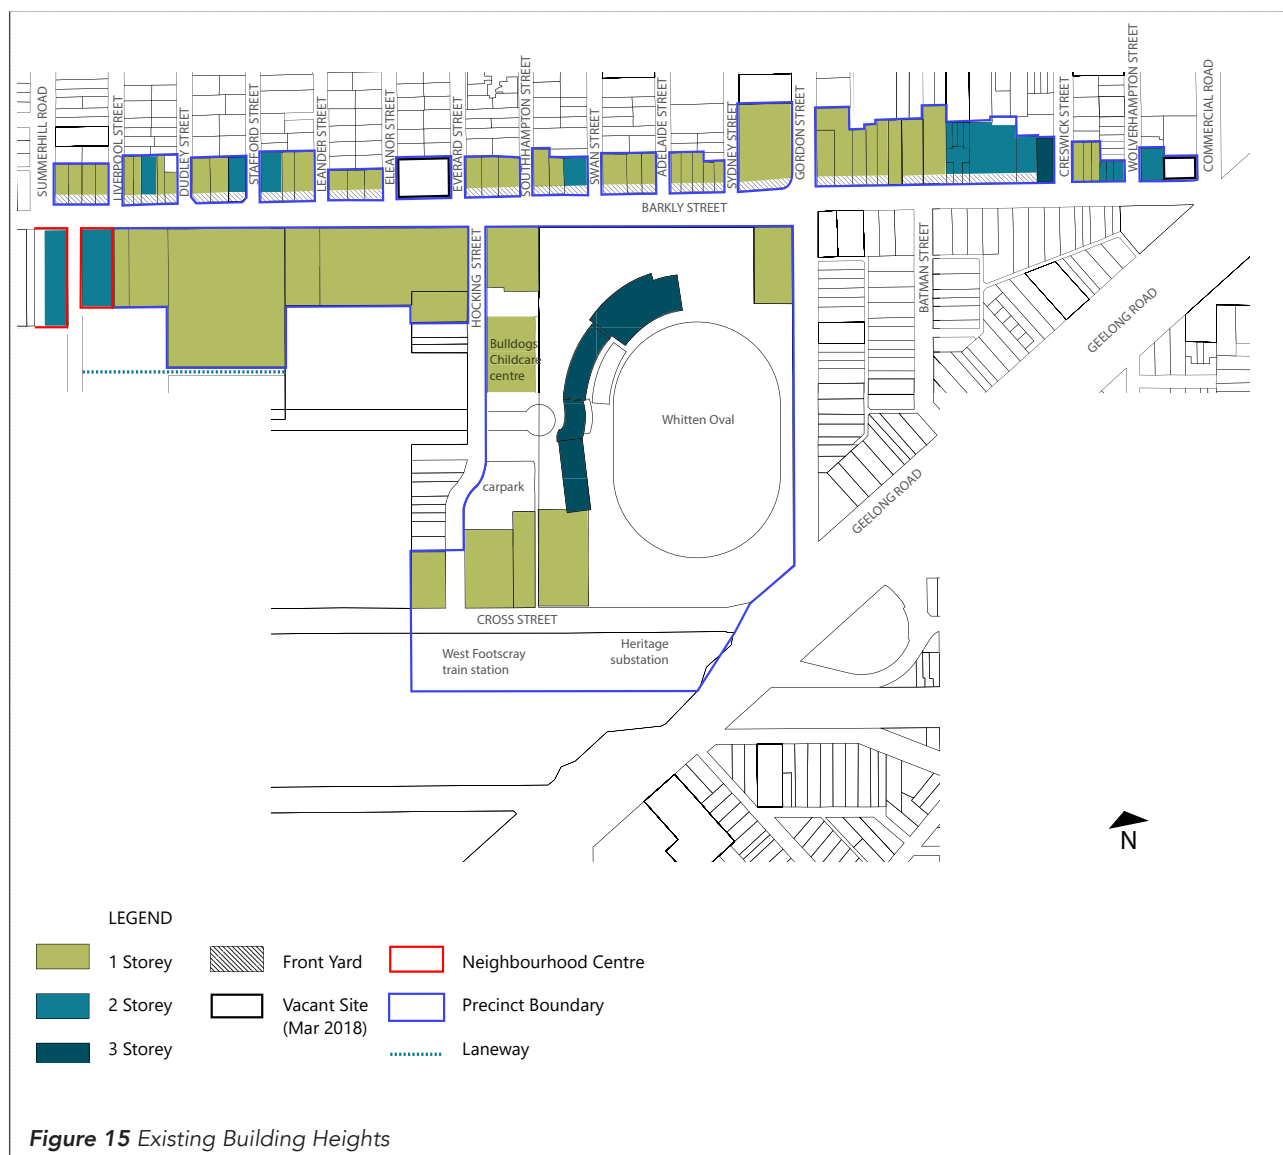 SUMMERHILL ROAD
LIVERPOOL STREET
DUDLEY STREET
STAFFORD STREET
LEANDER STREET
ELEANOR STREET
EVERARD STREET
SOUTHHAMPTON STREET
SWAN STREET
ADELAIDE STREET
SYDNEY STREET
GORDON STREET
CRESWICK STREET
WOLVERHAMPTON STREET
COMMERCIAL ROAD
BARKLY STREET
HOCKING STREET
BATMAN STREET
GEELONG ROAD
Bulldogs
Childcare
centre
Whitten Oval
carpark
GEELONG ROAD
CROSS STREET
West Footscray
train station
Heritage
substation
N
LEGEND
1 Storey
Front Yard
Neighbourhood Centre
2 Storey
Vacant Site
(Mar 2018)
Precinct Boundary
3 Storey
Laneway
Figure 15 Existing Building Heights